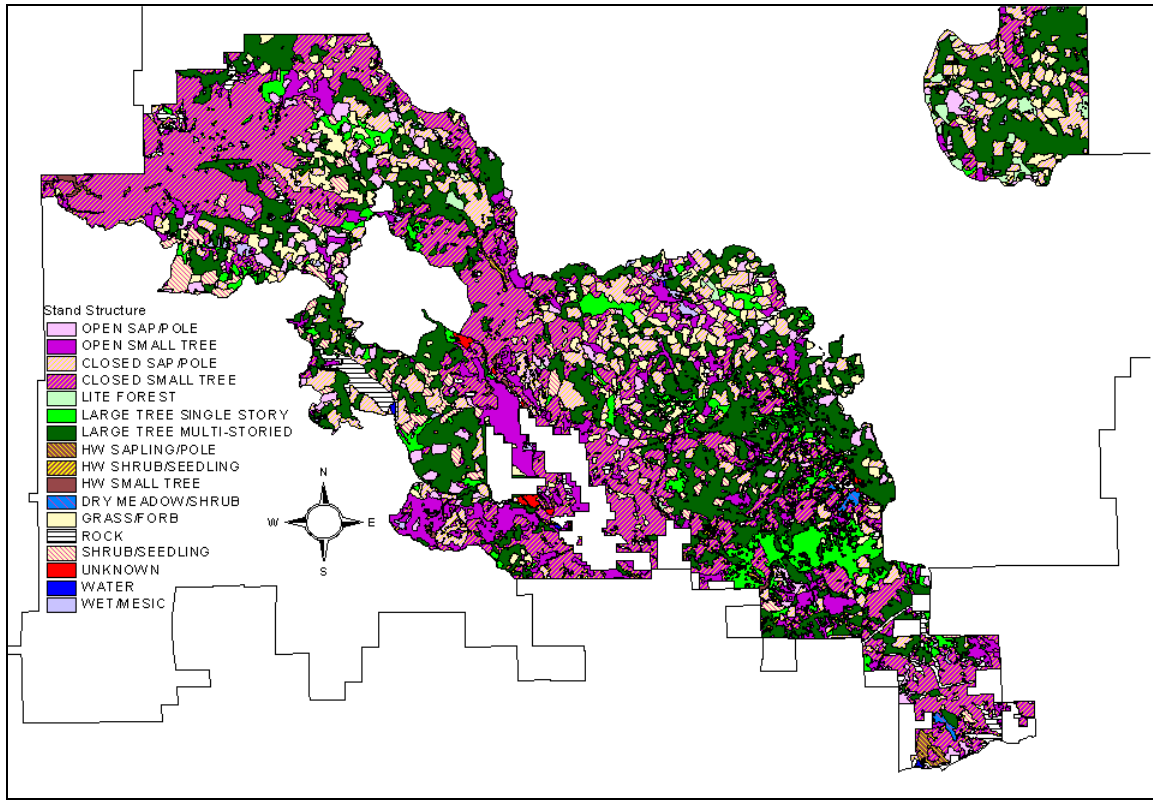 Stand Structure
OPEN SAP/POLE
OPEN SMALL TREE
CLOSED SAP/POLE
CLOSED SMALL TREE
LITE FOREST
LARGE TREE SINGLE STORY
LARGE TREE MULTI-STORIED
HW SAPLING/POLE
HW SHRUB/SEEDLING
HW SMALL TREE
DRY MEADOW/SHRUB
GRASS/FORB
ROCK
SHRUB/SEEDLING
UNKNOWN
WATER
WET/MESIC
N
W E
S